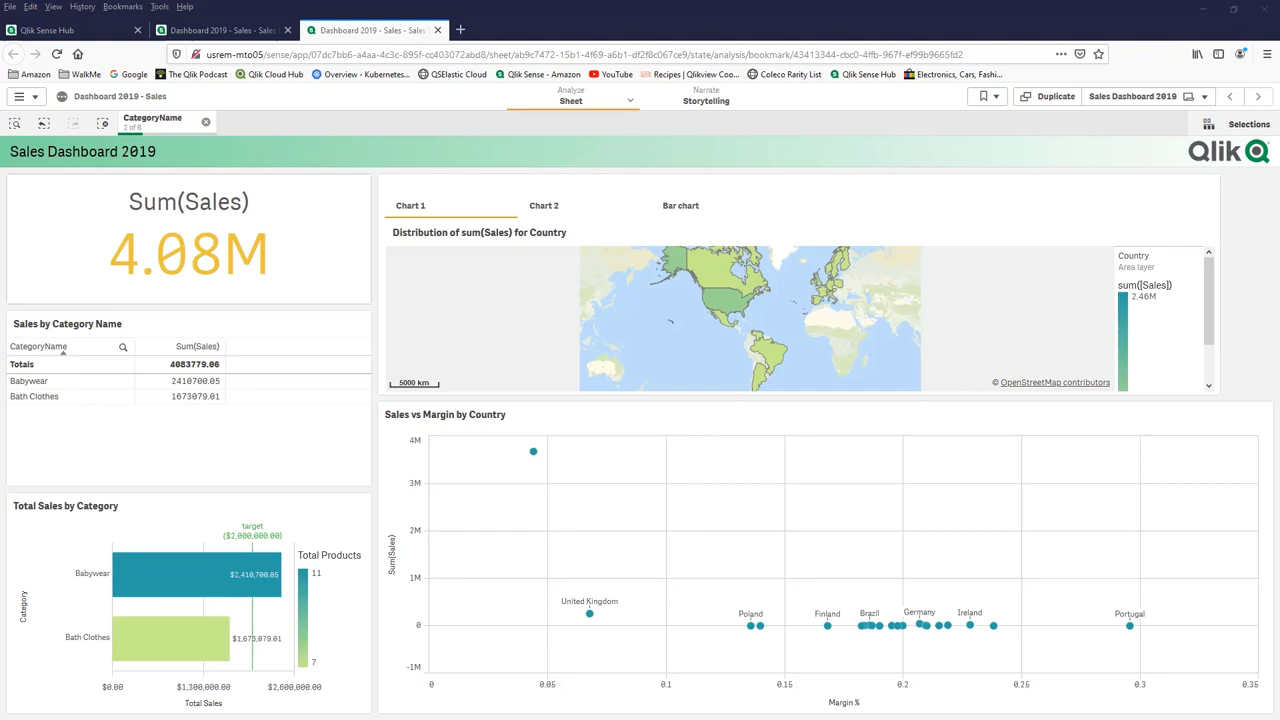 File Edit View History Bookmarks Tools Help
Qlik Sense Hub
Dashboard 2019 - Sales - Sales
Dashboard 2019 - Sales - Sales
usrem-mto05/sense/app/07dc7bb6-a4aa-4c3c-895f-cc403072abd8/sheet/ab9c7472-15b1-4f69-a6b1-df2f8c067ce9/state/analysis/bookmark/43413344-cbc0-4ffb-967f-ef99b9665fd2
Amazon WalkMe Google The Qlik Podcast Qlik Cloud Hub Overview - Kubernetes... QSElastic Cloud Qlik Sense - Amazon YouTube Recipes | Qlikview Coo... Coleco Rarity List Qlik Sense Hub Electronics, Cars, Fashi...
Dashboard 2019 - Sales
Analyze
Sheet
Narrate
Storytelling
Duplicate
Sales Dashboard 2019
CategoryName
2 of 8
Selections
Sales Dashboard 2019
Qlik
Sum(Sales)
4.08M
Chart 1 Chart 2 Bar chart
Distribution of sum(Sales) for Country
5000 km
© OpenStreetMap contributors
Country
Area layer
sum([Sales])
2.46M
Sales by Category Name
CategoryName Sum(Sales)
Totals 4083779.06
Babywear 2410700.05
Bath Clothes 1673079.01
Total Sales by Category
target
($2,000,000.00)
Total Products
11
7
Category
Babywear
$2,410,700.05
Bath Clothes
$1,673,079.01
$0.00 $1,300,000.00 $2,600,000.00
Total Sales
Sales vs Margin by Country
Sum(Sales)
4M
3M
2M
1M
0
-1M
United Kingdom
Poland
Finland
Brazil
Germany
Ireland
Portugal
0 0.05 0.1 0.15 0.2 0.25 0.3 0.35
Margin %